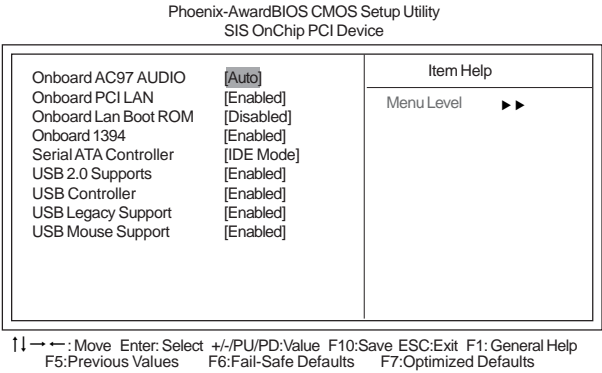 Phoenix-AwardBIOS CMOS Setup Utility
SIS OnChip PCI Device
Onboard AC97 AUDIO [Auto]
Onboard PCI LAN [Enabled]
Onboard Lan Boot ROM [Disabled]
Onboard 1394 [Enabled]
Serial ATA Controller [IDE Mode]
USB 2.0 Supports [Enabled]
USB Controller [Enabled]
USB Legacy Support [Enabled]
USB Mouse Support [Enabled]
Item Help
Menu Level ►►
↑↓→←: Move Enter: Select +/-/PU/PD:Value F10:Save ESC:Exit F1: General Help
F5:Previous Values F6:Fail-Safe Defaults F7:Optimized Defaults